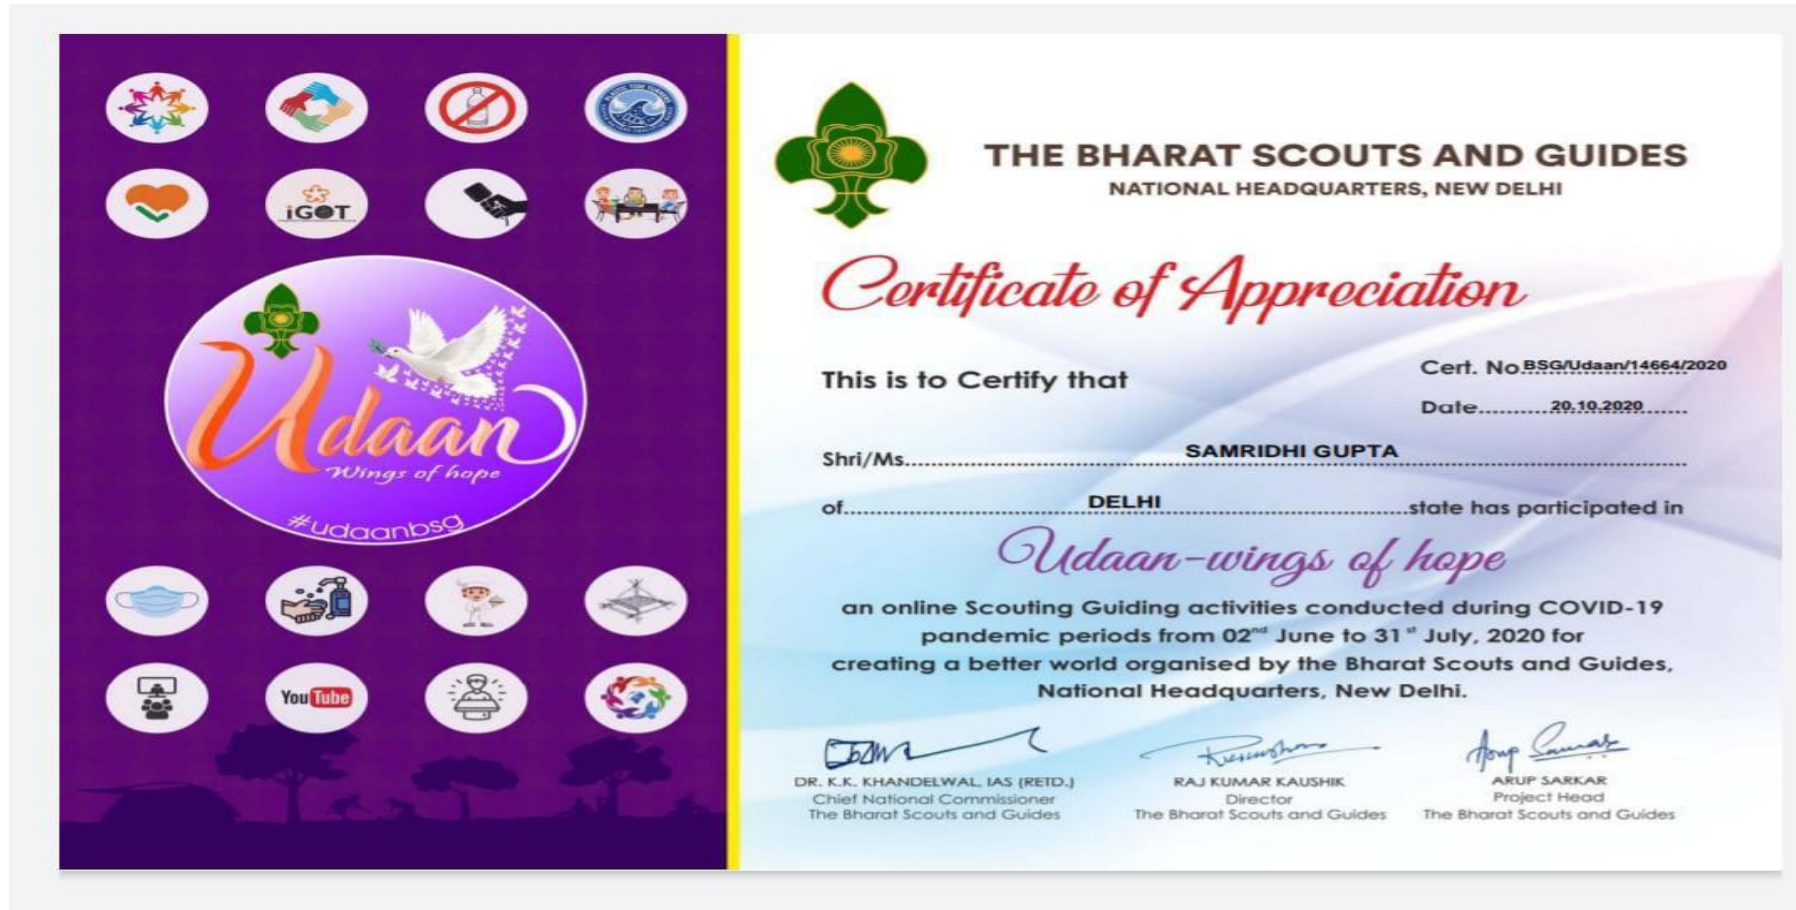 iGOT
Udaan
Wings of hope
#udaanbsg
You Tube
THE BHARAT SCOUTS AND GUIDES
NATIONAL HEADQUARTERS, NEW DELHI
Certificate of Appreciation
This is to Certify that
Cert. No.BSG/Udaan/14664/2020
Date..........20.10.2020......
Shri/Ms.......SAMRIDHI GUPTA.......
of.......DELHI.......state has participated in
Udaan-wings of hope
an online Scouting Guiding activities conducted during COVID-19
pandemic periods from 02nd June to 31st July, 2020 for
creating a better world organised by the Bharat Scouts and Guides,
National Headquarters, New Delhi.
DR. K.K. KHANDELWAL, IAS (RETD.)
Chief National Commissioner
The Bharat Scouts and Guides
RAJ KUMAR KAUSHIK
Director
The Bharat Scouts and Guides
Arup Sarkar
ARUP SARKAR
Project Head
The Bharat Scouts and Guides